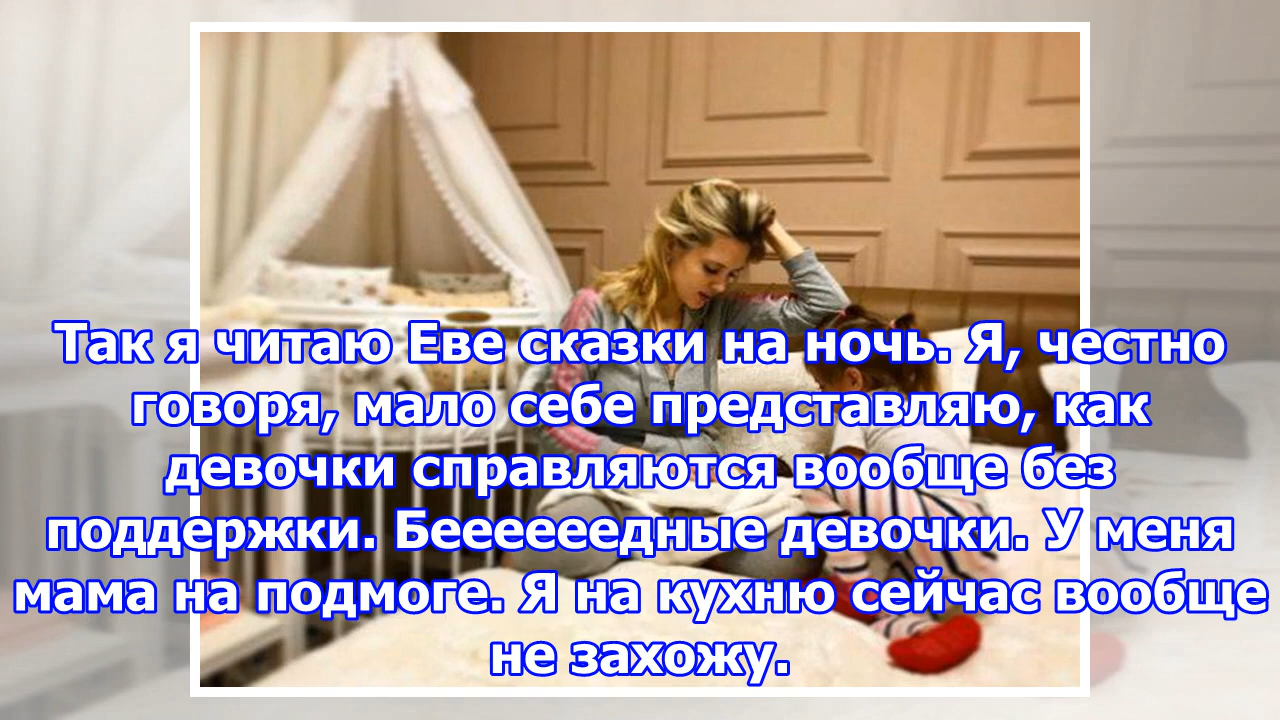 Так я читаю Еве сказки на ночь. Я, честно
говоря, мало себе представляю, как
девочки справляются вообще без
поддержки. Бееееееедные девочки. У меня
мама на подмоге. Я на кухню сейчас вообще
не захожу.